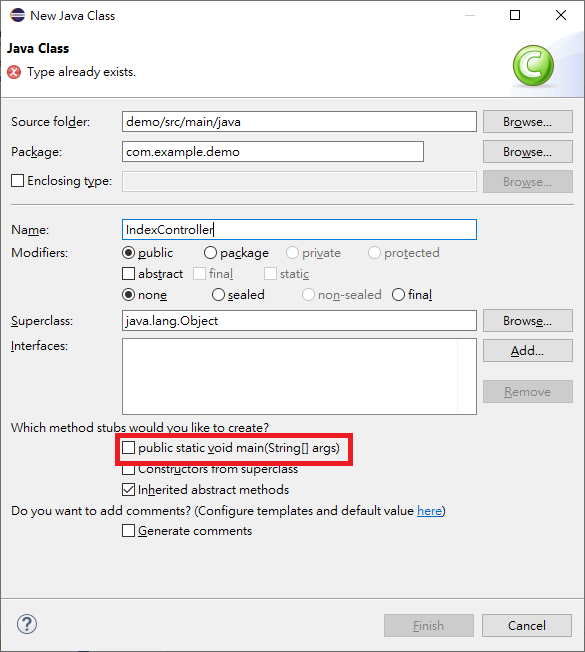 New Java Class
Java Class
Type already exists.
Source folder: demo/src/main/java Browse...
Package: com.example.demo Browse...
Enclosing type: Browse...
Name: IndexController
Modifiers: public package private protected
abstract final static
none sealed non-sealed final
Superclass: java.lang.Object Browse...
Interfaces: Add...
Remove
Which method stubs would you like to create?
public static void main(String[] args)
Constructors from superclass
Inherited abstract methods
Do you want to add comments? (Configure templates and default value here)
Generate comments
? Finish Cancel